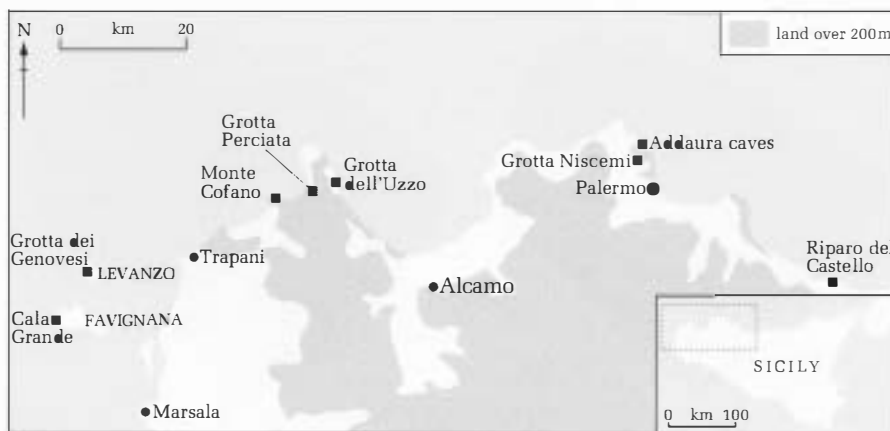 0 km 20
N
land over 200m
Grotta
Perciata
Addaura caves
Grotta Niscemi
Grotta
dell'Uzzo
Monte
Cofano
Palermo
Grotta dei
Genovesi
LEVANZO
Trapani
Riparo del
Castello
Alcamo
Cala
Grande
FAVIGNANA
SICILY
Marsala
0 km 100